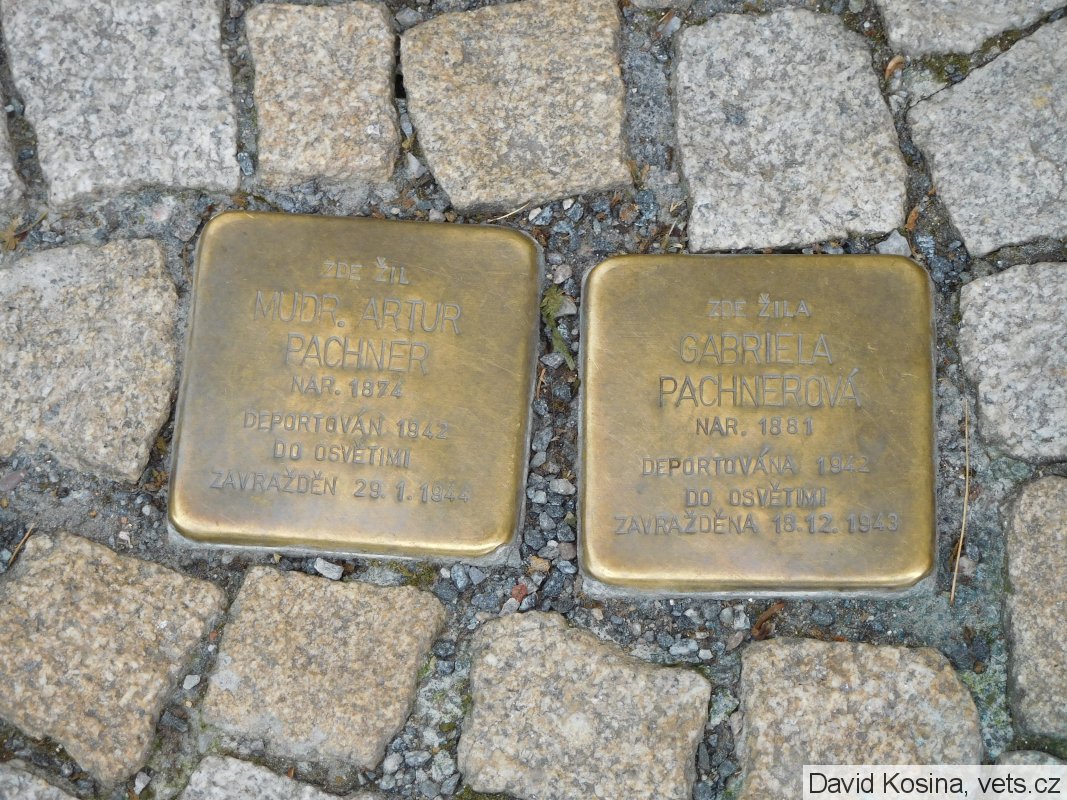 ZDE ŽIL
MUDR. ARTUR
PACHNER
NAR. 1874
DEPORTOVÁN 1942
DO OSVĚTIMI
ZAVRAŽDĚN 29. 1. 1944
ZDE ŽILA
GABRIELA
PACHNEROVÁ
NAR. 1881
DEPORTOVÁNA 1942
DO OSVĚTIMI
ZAVRAŽDĚNA 18. 12. 1943
David Kosina, vets.cz